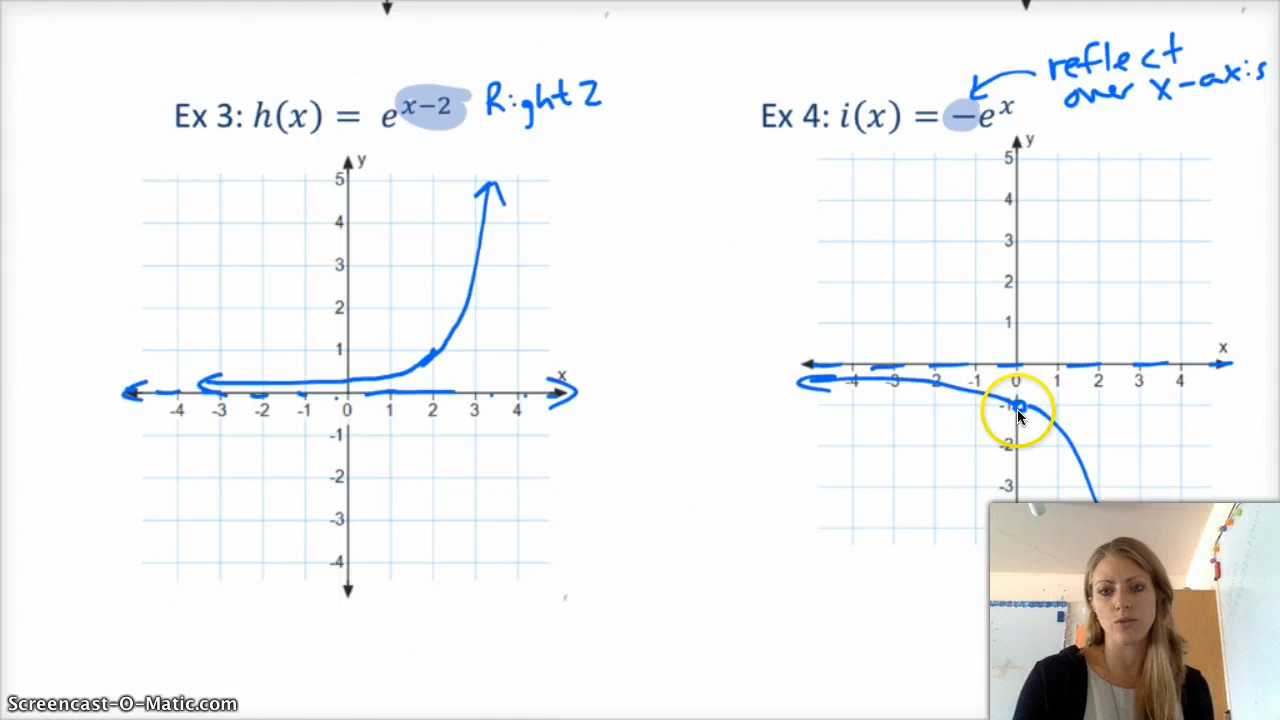 Ex 3: h(x) = e^{x−2} Right 2
reflect
over x-axis
Ex 4: i(x) = −e^x
y
5
4
3
2
1
x
-4 -3 -2 -1 0 1 2 3 4
-1
-2
-3
-4
y
5
4
3
2
1
x
-4 -3 -2 -1 0 1 2 3 4
-1
-2
-3
Screencast-O-Matic.com